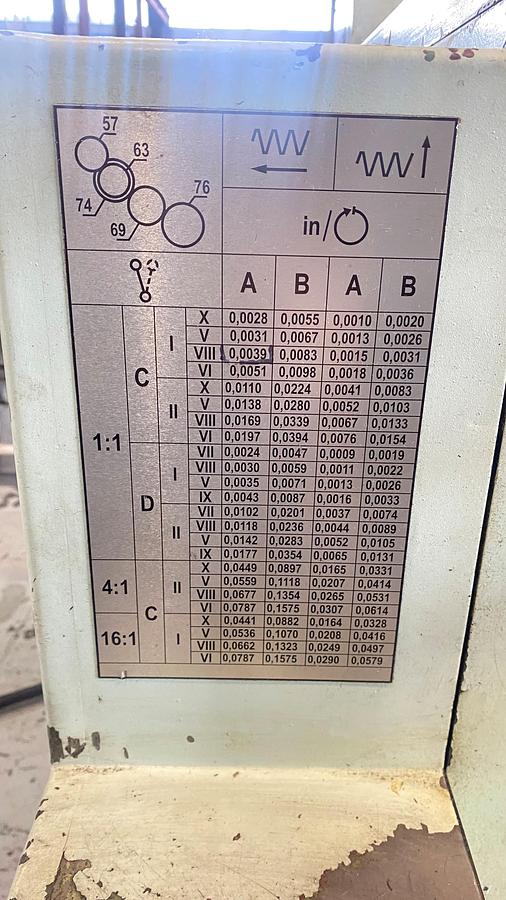 57
63
76
74
69
in/
A B A B
X 0,0028 0,0055 0,0010 0,0020
I V 0,0031 0,0067 0,0013 0,0026
VIII 0,0039 0,0083 0,0015 0,0031
C VI 0,0051 0,0098 0,0018 0,0036
X 0,0110 0,0224 0,0041 0,0083
II V 0,0138 0,0280 0,0052 0,0103
VIII 0,0169 0,0339 0,0067 0,0133
1:1 VI 0,0197 0,0394 0,0076 0,0154
VII 0,0024 0,0047 0,0009 0,0019
I VIII 0,0030 0,0059 0,0011 0,0022
V 0,0035 0,0071 0,0013 0,0026
D IX 0,0043 0,0087 0,0016 0,0033
VII 0,0102 0,0201 0,0037 0,0074
II VIII 0,0118 0,0236 0,0044 0,0089
V 0,0142 0,0283 0,0052 0,0105
IX 0,0177 0,0354 0,0065 0,0131
X 0,0449 0,0897 0,0165 0,0331
4:1 II V 0,0559 0,1118 0,0207 0,0414
VIII 0,0677 0,1354 0,0265 0,0531
C VI 0,0787 0,1575 0,0307 0,0614
X 0,0441 0,0882 0,0164 0,0328
16:1 I V 0,0536 0,1070 0,0208 0,0416
VIII 0,0662 0,1323 0,0249 0,0497
VI 0,0787 0,1575 0,0290 0,0579